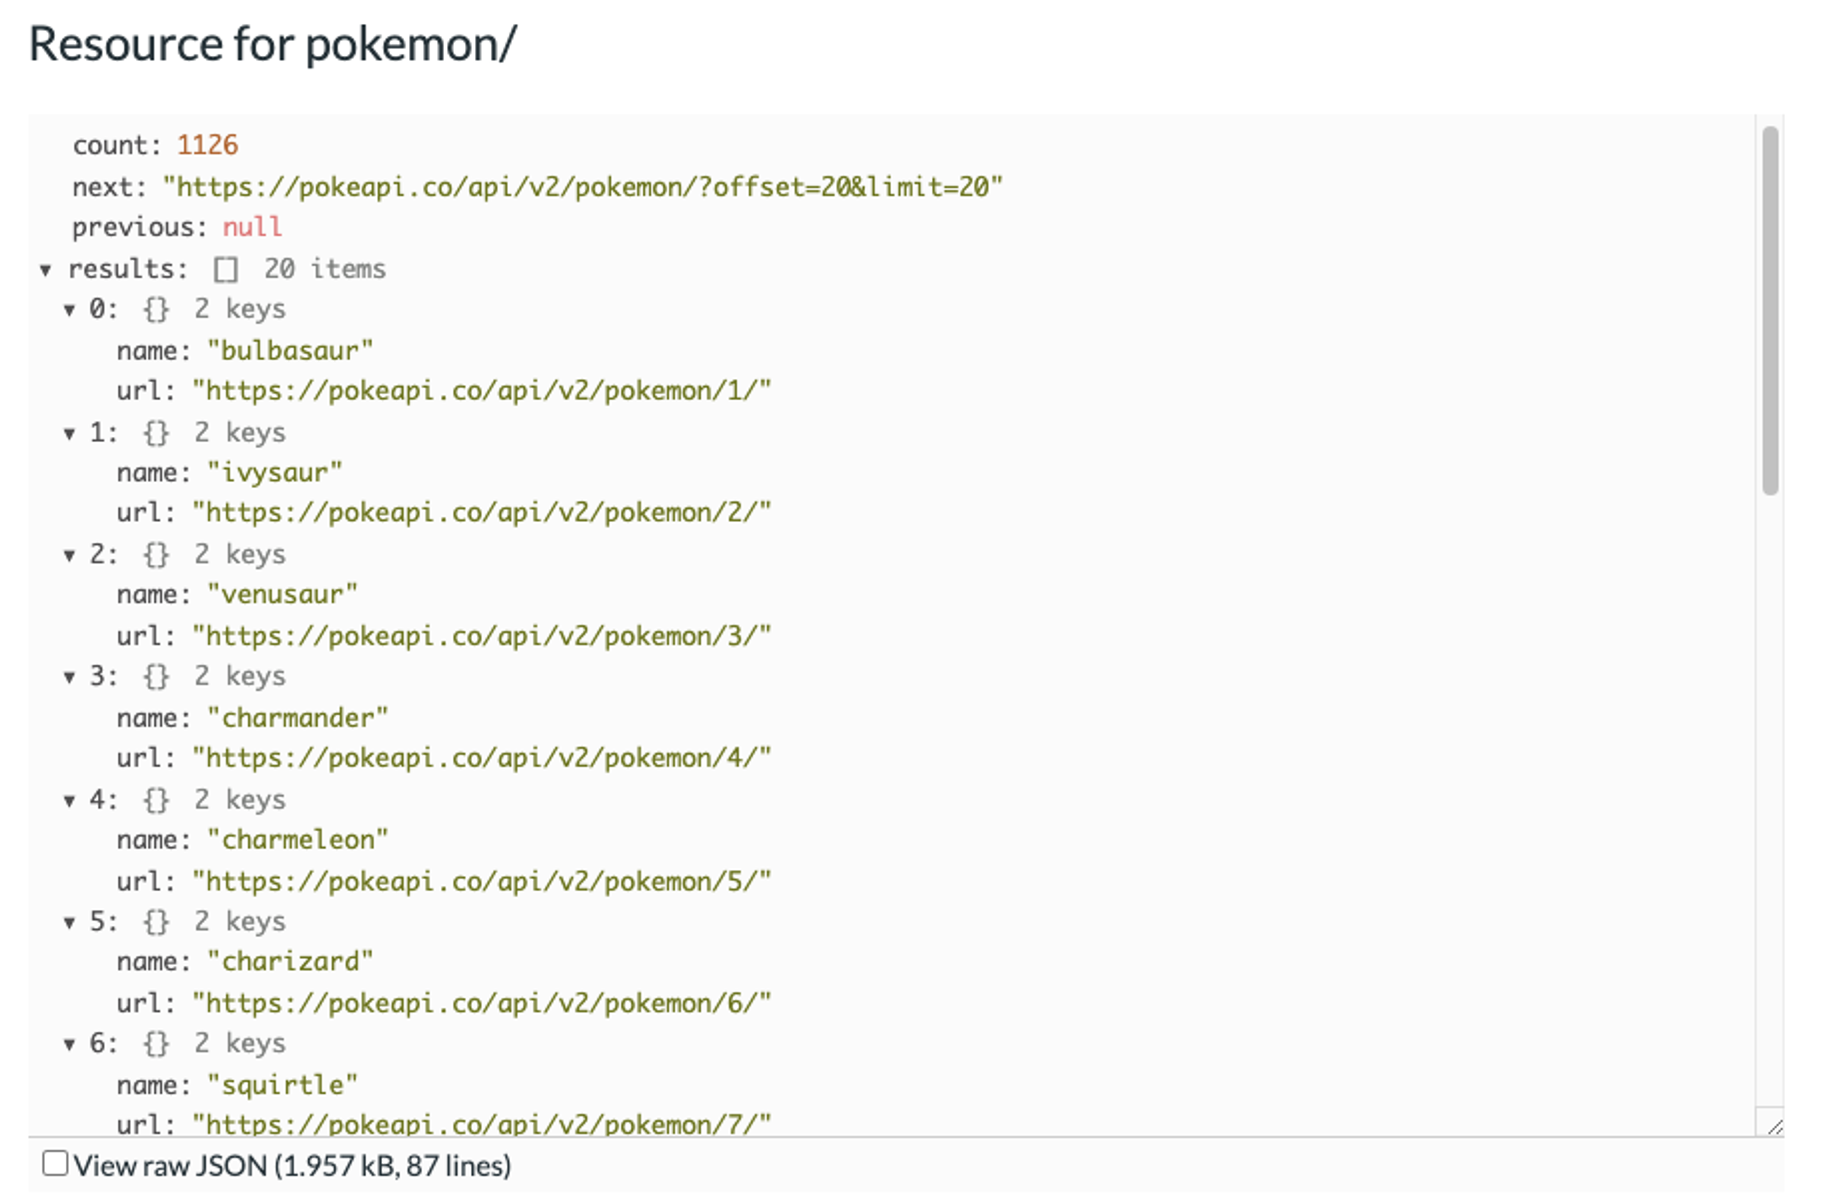 Resource for pokemon/
count: 1126
next: "https://pokeapi.co/api/v2/pokemon/?offset=20&limit=20"
previous: null
▼ results: [] 20 items
▼ 0: {} 2 keys
name: "bulbasaur"
url: "https://pokeapi.co/api/v2/pokemon/1/"
▼ 1: {} 2 keys
name: "ivysaur"
url: "https://pokeapi.co/api/v2/pokemon/2/"
▼ 2: {} 2 keys
name: "venusaur"
url: "https://pokeapi.co/api/v2/pokemon/3/"
▼ 3: {} 2 keys
name: "charmander"
url: "https://pokeapi.co/api/v2/pokemon/4/"
▼ 4: {} 2 keys
name: "charmeleon"
url: "https://pokeapi.co/api/v2/pokemon/5/"
▼ 5: {} 2 keys
name: "charizard"
url: "https://pokeapi.co/api/v2/pokemon/6/"
▼ 6: {} 2 keys
name: "squirtle"
url: "https://pokeapi.co/api/v2/pokemon/7/"
View raw JSON (1.957 kB, 87 lines)